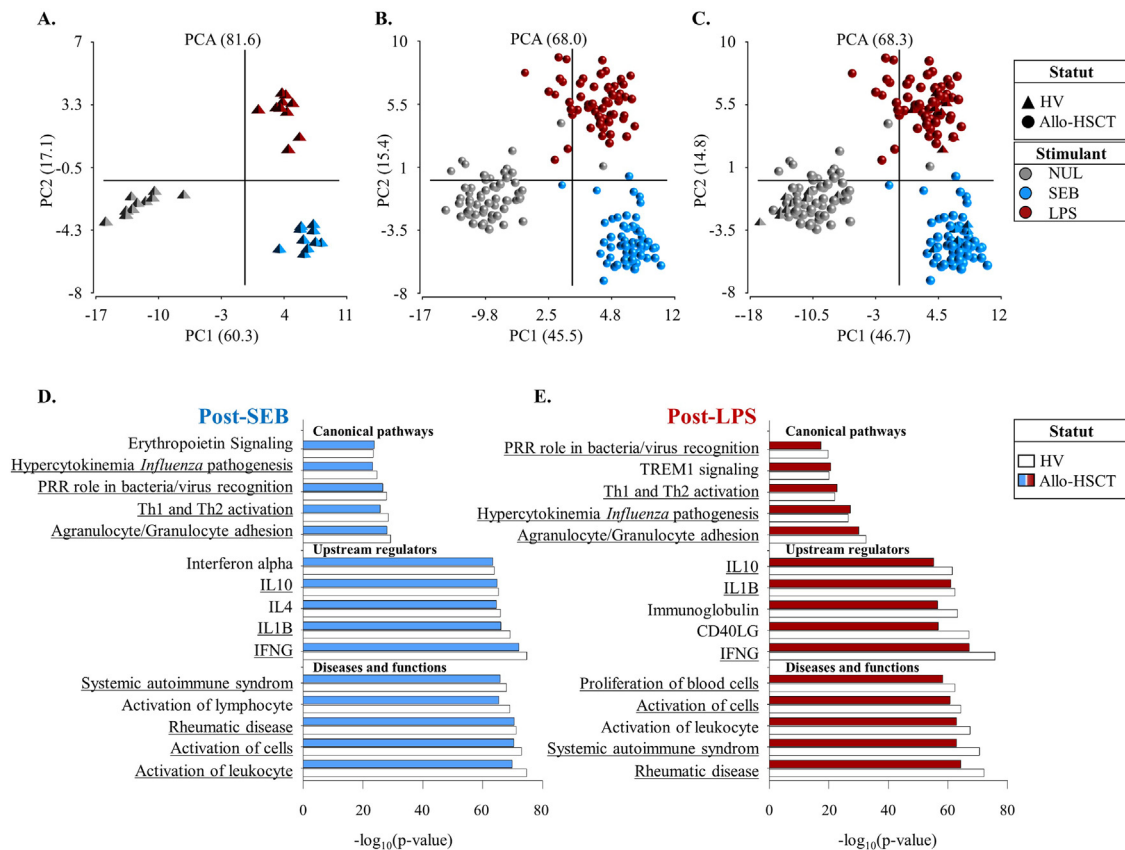 A.
PCA (81.6)
7
3.3
-0.5
-4.3
-8
PC2 (17.1)
-17
-10
-3
4
11
PC1 (60.3)
B.
PCA (68.0)
10
5.5
1
-3.5
-8
PC2 (15.4)
-17
-9.8
2.5
4.5
12
PC1 (45.5)
C.
PCA (68.3)
10
5.5
1
-3.5
-8
PC2 (14.8)
--18
-10.5
-3
4.5
12
PC1 (46.7)
Statut
HV
Allo-HSCT
Stimulant
NUL
SEB
LPS
D.
Post-SEB
Canonical pathways
Erythropoietin Signaling
Hypercytokinemia Influenza pathogenesis
PRR role in bacteria/virus recognition
Th1 and Th2 activation
Agranulocyte/Granulocyte adhesion
Upstream regulators
Interferon alpha
IL10
IL4
IL1B
IFNG
Diseases and functions
Systemic autoimmune syndrom
Activation of lymphocyte
Rheumatic disease
Activation of cells
Activation of leukocyte
0
20
40
60
80
-log10(p-value)
E.
Post-LPS
Canonical pathways
PRR role in bacteria/virus recognition
TREM1 signaling
Th1 and Th2 activation
Hypercytokinemia Influenza pathogenesis
Agranulocyte/Granulocyte adhesion
Upstream regulators
IL10
IL1B
Immunoglobulin
CD40LG
IFNG
Diseases and functions
Proliferation of blood cells
Activation of cells
Activation of leukocyte
Systemic autoimmune syndrom
Rheumatic disease
0
20
40
60
80
-log10(p-value)
Statut
HV
Allo-HSCT